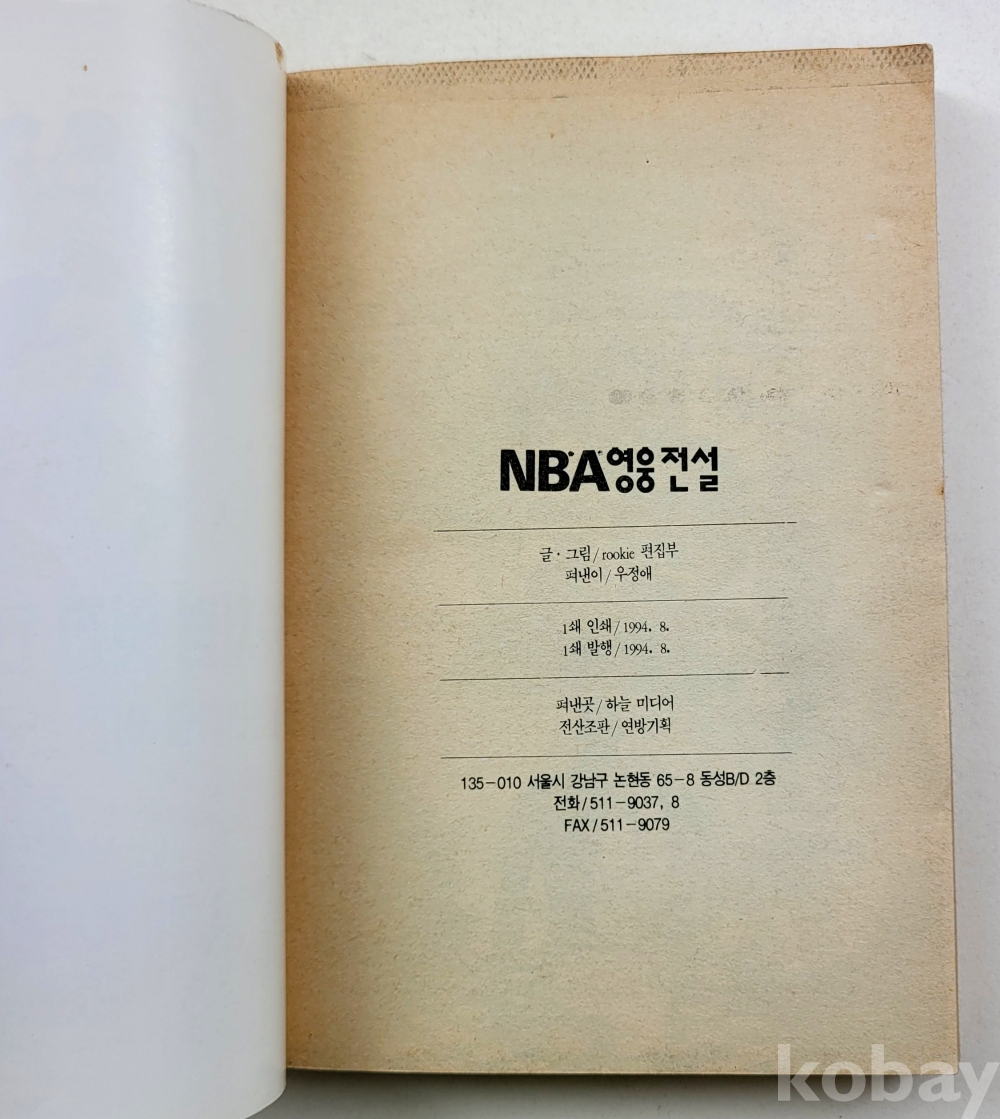 NBA영웅전설
글·그림/rookie 편집부
펴낸이/우정애
1쇄 인쇄/1994. 8.
1쇄 발행/1994. 8.
펴낸곳/하늘 미디어
전산조판/연방기획
135-010 서울시 강남구 논현동 65-8 동성B/D 2층
전화/511-9037, 8
FAX/511-9079
kobay